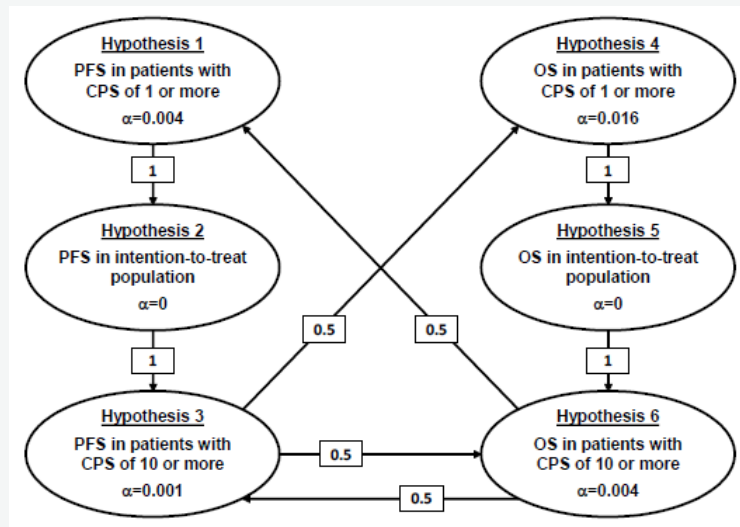 Hypothesis 1
PFS in patients with
CPS of 1 or more
α=0.004
1
Hypothesis 2
PFS in intention-to-treat
population
α=0
1
Hypothesis 3
PFS in patients with
CPS of 10 or more
α=0.001
Hypothesis 4
OS in patients with
CPS of 1 or more
α=0.016
1
Hypothesis 5
OS in intention-to-treat
population
α=0
1
Hypothesis 6
OS in patients with
CPS of 10 or more
α=0.004
0.5
0.5
0.5
0.5